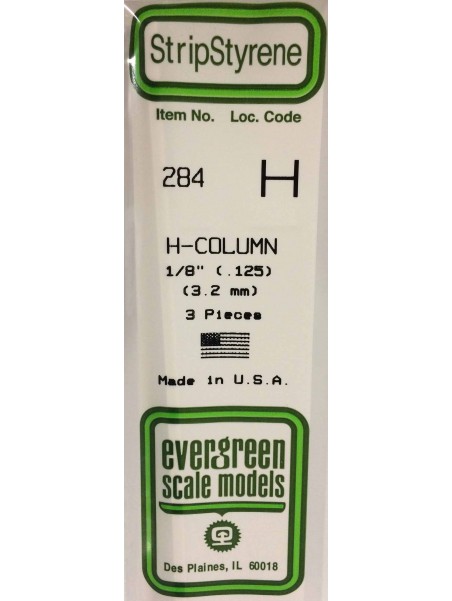 StripStyrene
Item No. Loc. Code
284 H
H-COLUMN
1/8" (.125)
(3.2 mm)
3 Pieces
Made in U.S.A.
evergreen
scale models
Des Plaines, IL 60018